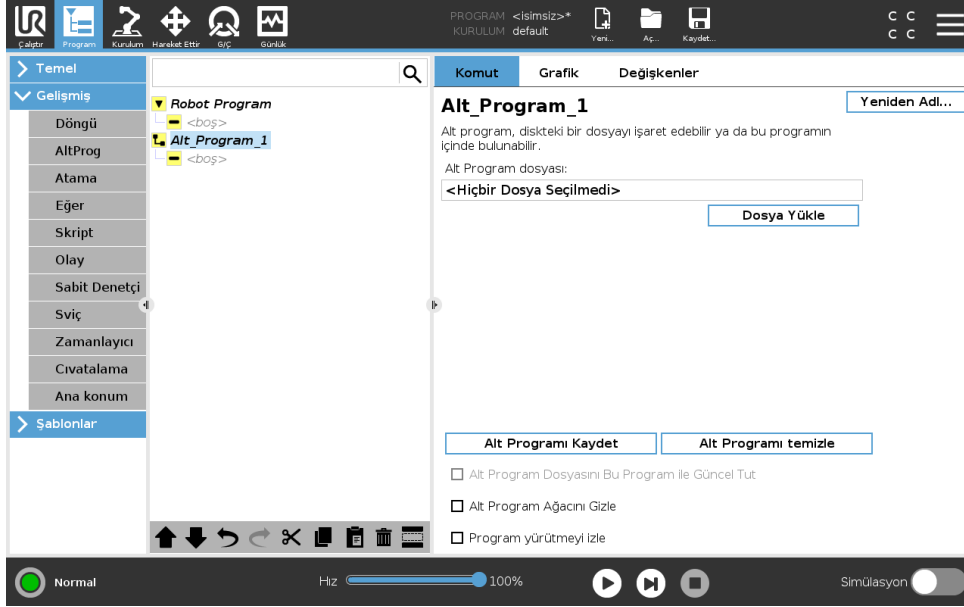 PROGRAM <isimsiz>*
KURULUM default
C C
C C
Çalıştır Program Kurulum Hareket Ettir G/Ç Günlük Yeni... Aç... Kaydet...
Temel
Gelişmiş
Döngü
AltProg
Atama
Eğer
Skript
Olay
Sabit Denetçi
Sviç
Zamanlayıcı
Cıvatalama
Ana konum
Şablonlar
Robot Program
<boş>
Alt_Program_1
<boş>
Komut Grafik Değişkenler
Alt_Program_1
Yeniden Adl...
Alt program, diskteki bir dosyayı işaret edebilir ya da bu programın
içinde bulunabilir.
Alt Program dosyası:
<Hiçbir Dosya Seçilmedi>
Dosya Yükle
Alt Programı Kaydet Alt Programı temizle
Alt Program Dosyasını Bu Program ile Güncel Tut
Alt Program Ağacını Gizle
Program yürütmeyi izle
Normal Hız 100% Simülasyon